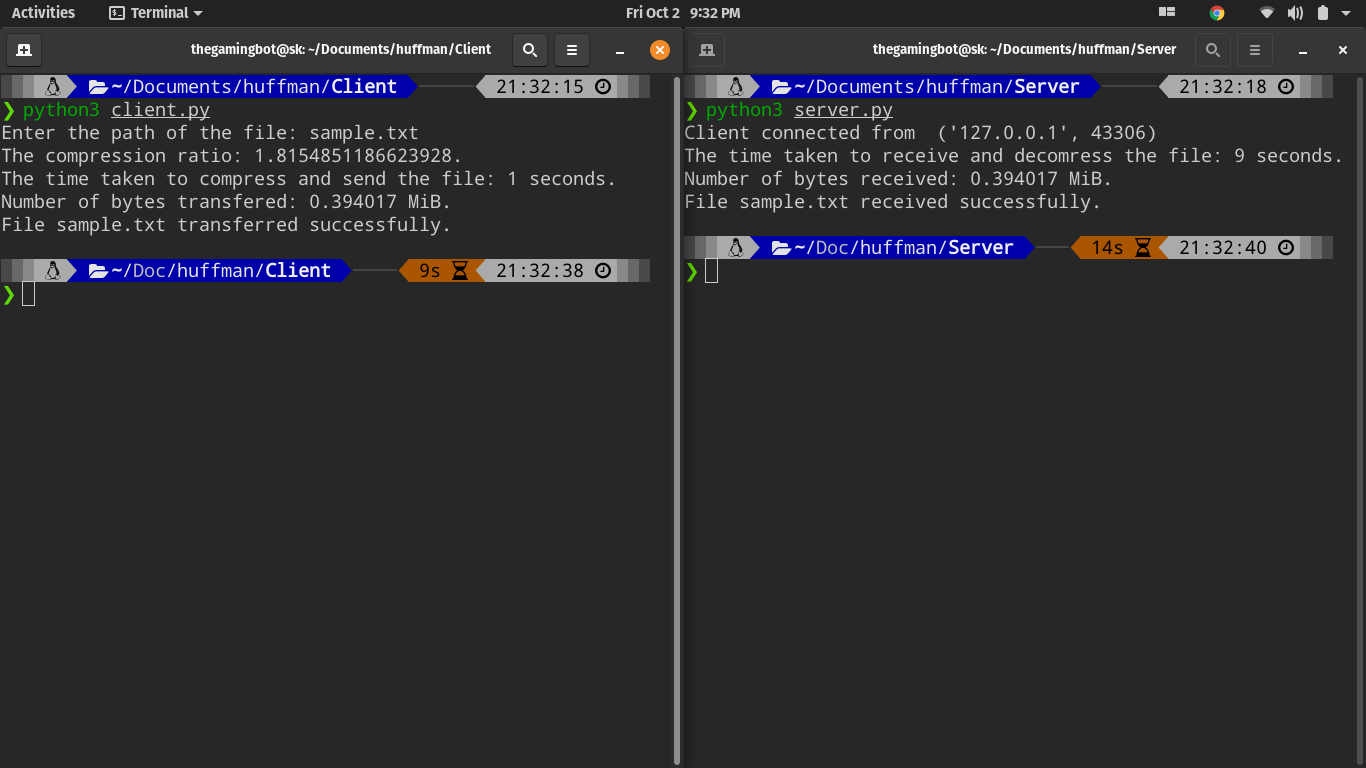 Activities Terminal Fri Oct 2 9:32 PM
thegamingbot@sk: ~/Documents/huffman/Client
~/Documents/huffman/Client 21:32:15
❯ python3 client.py
Enter the path of the file: sample.txt
The compression ratio: 1.8154851186623928.
The time taken to compress and send the file: 1 seconds.
Number of bytes transfered: 0.394017 MiB.
File sample.txt transferred successfully.
~/Doc/huffman/Client 9s 21:32:38
❯
thegamingbot@sk: ~/Documents/huffman/Server
~/Documents/huffman/Server 21:32:18
❯ python3 server.py
Client connected from  ('127.0.0.1', 43306)
The time taken to receive and decomress the file: 9 seconds.
Number of bytes received: 0.394017 MiB.
File sample.txt received successfully.
~/Doc/huffman/Server 14s 21:32:40
❯